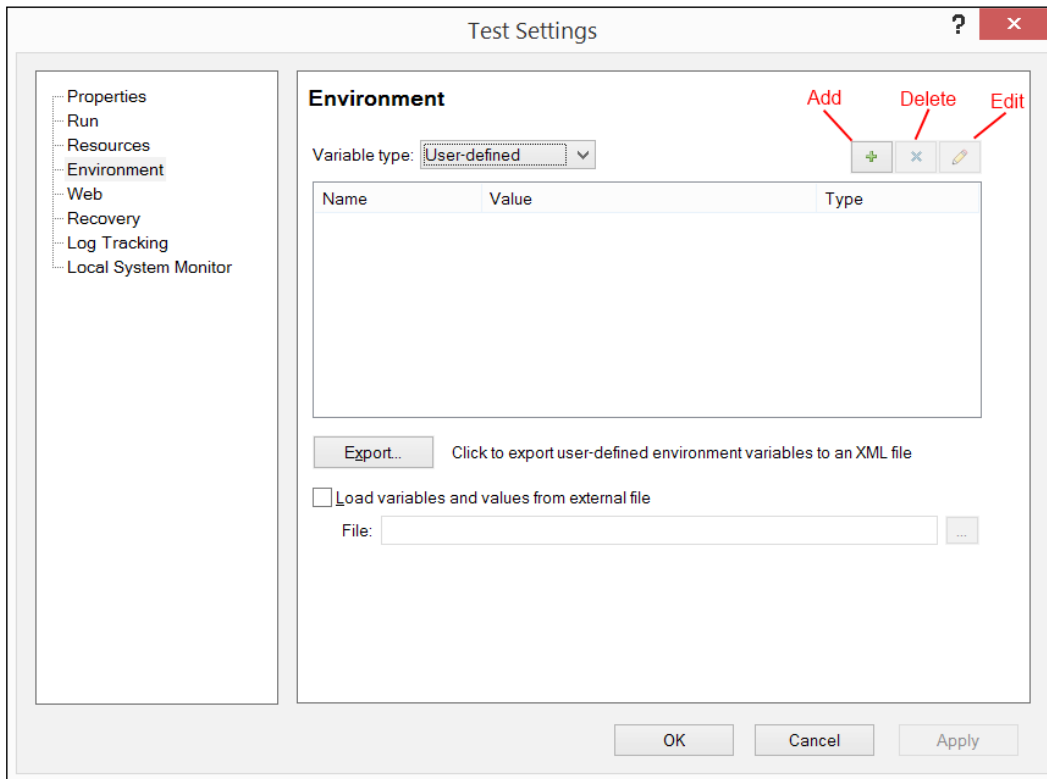 Test Settings
?
Properties
Run
Resources
Environment
Web
Recovery
Log Tracking
Local System Monitor
Environment
Add Delete Edit
Variable type: User-defined
Name Value Type
Export... Click to export user-defined environment variables to an XML file
Load variables and values from external file
File: ...
OK Cancel Apply